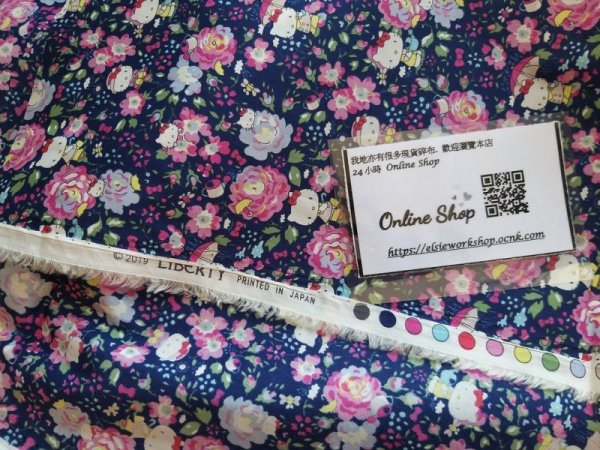 我地亦有很多現貨碎布, 歡迎瀏覽本店
24 小時 Online Shop
Online Shop
https://elsieworkshop.ocnk.com
© 2019 LIBERTY PRINTED IN JAPAN